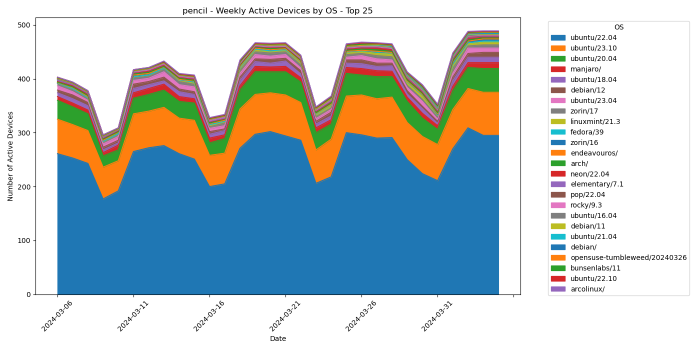 pencil - Weekly Active Devices by OS - Top 25
Number of Active Devices
500
400
300
200
100
0
2024-03-06
2024-03-11
2024-03-16
2024-03-21
2024-03-26
2024-03-31
Date
OS
ubuntu/22.04
ubuntu/23.10
ubuntu/20.04
manjaro/
ubuntu/18.04
debian/12
ubuntu/23.04
zorin/17
linuxmint/21.3
fedora/39
zorin/16
endeavouros/
arch/
neon/22.04
elementary/7.1
pop/22.04
rocky/9.3
ubuntu/16.04
debian/11
ubuntu/21.04
debian/
opensuse-tumbleweed/20240326
bunsenlabs/11
ubuntu/22.10
arcolinux/